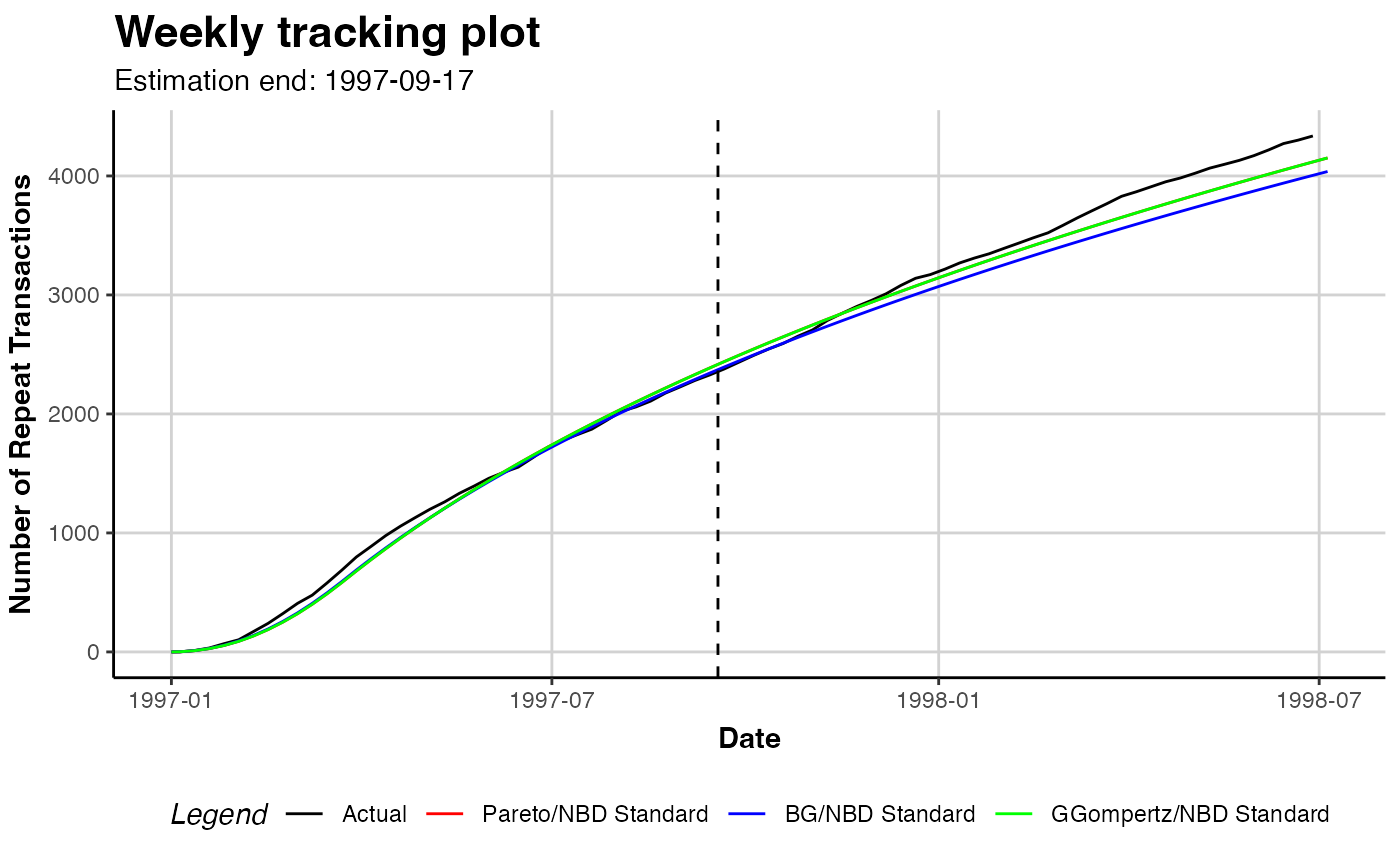 Weekly tracking plot
Estimation end: 1997-09-17
Number of Repeat Transactions
4000
3000
2000
1000
0
1997-01 1997-07 1998-01 1998-07
Date
Legend Actual Pareto/NBD Standard BG/NBD Standard GGompertz/NBD Standard